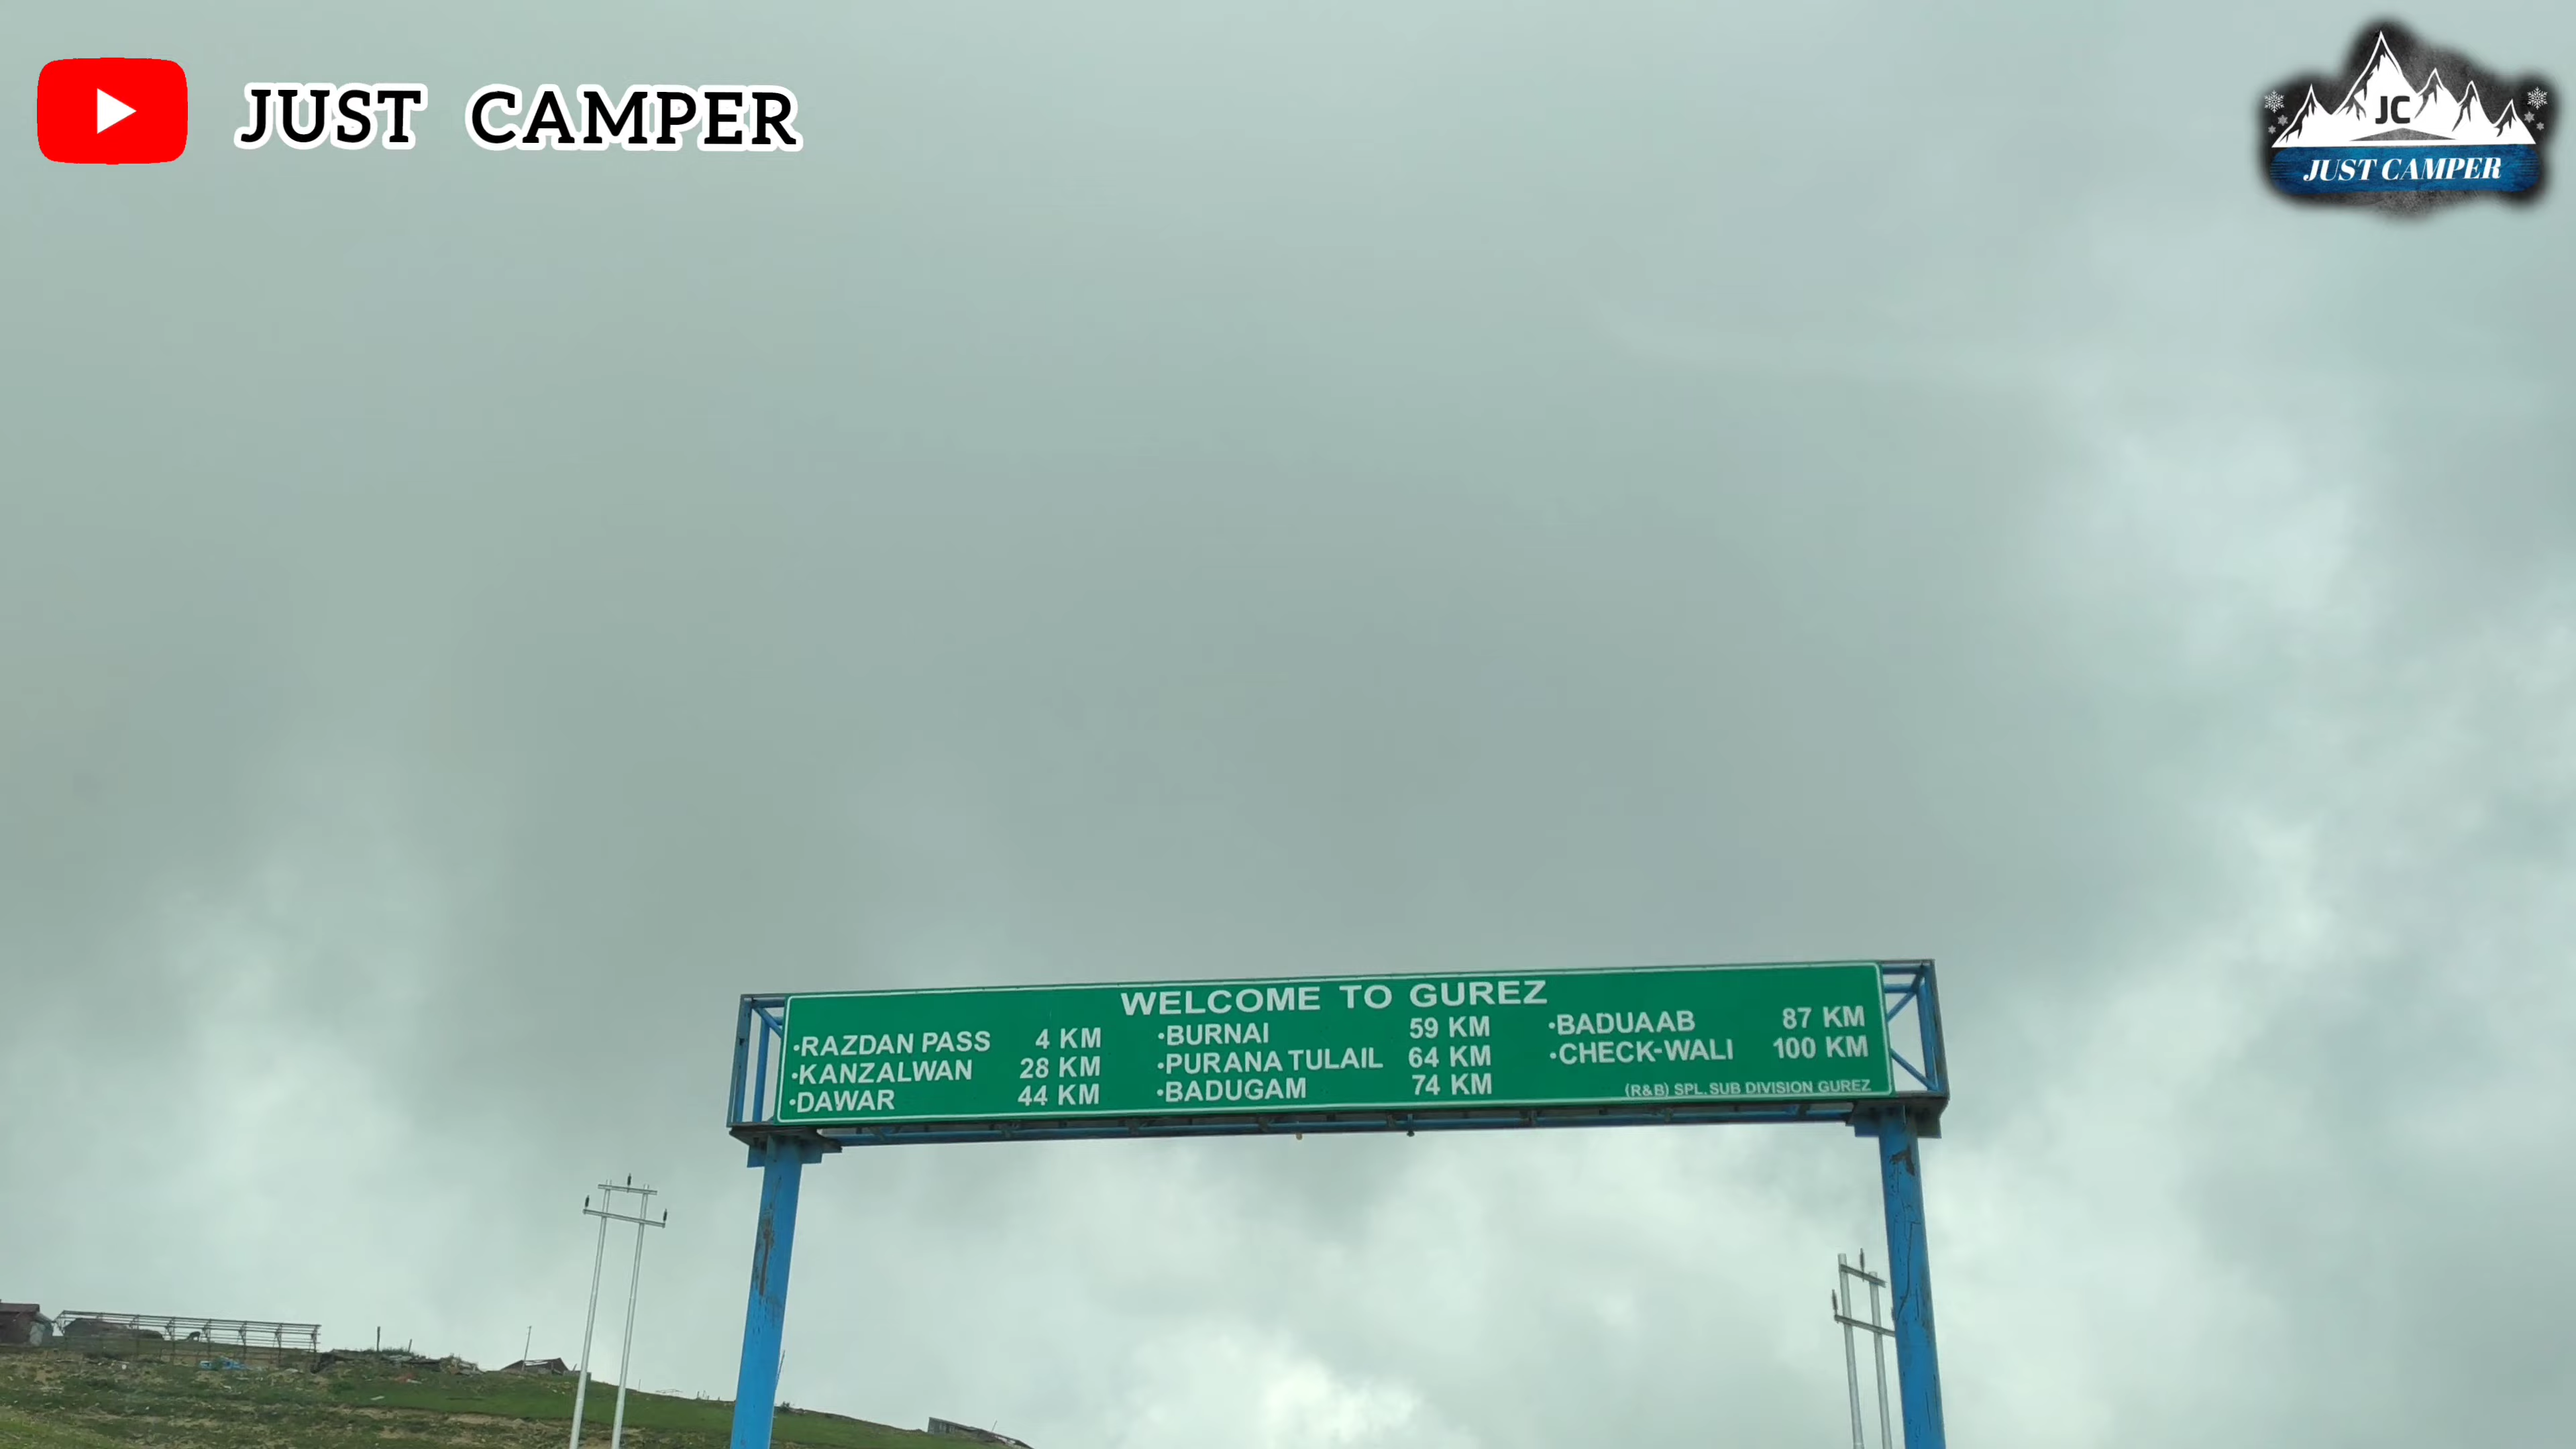 JUST CAMPER
JC
JUST CAMPER
WELCOME TO GUREZ
•RAZDAN PASS 4 KM
•KANZALWAN 28 KM
•DAWAR 44 KM
•BURNAI 59 KM
•PURANA TULAIL 64 KM
•BADUGAM 74 KM
•BADUAAB 87 KM
•CHECK-WALI 100 KM
(R&B) SPL. SUB DIVISION GUREZ